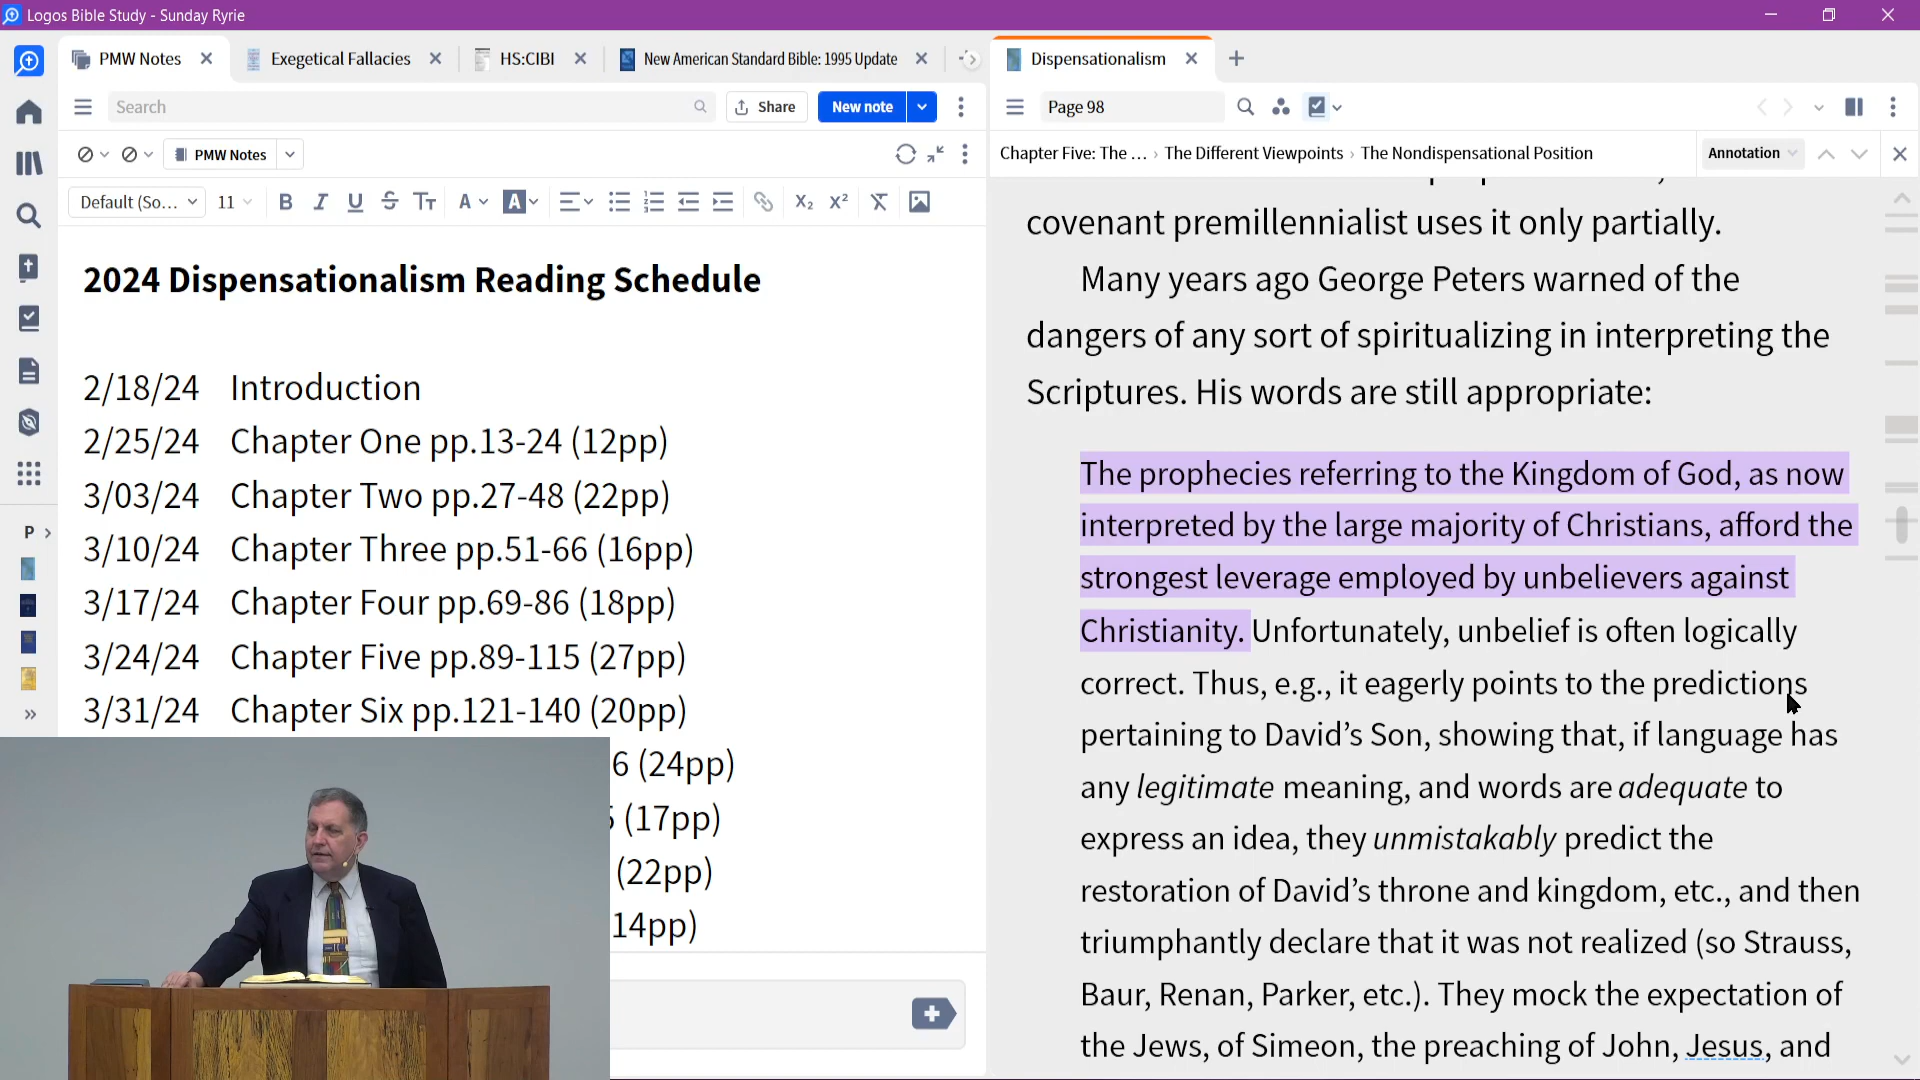 Logos Bible Study - Sunday Ryrie
PMW Notes
Exegetical Fallacies
HS:CIBI
New American Standard Bible: 1995 Update
Dispensationalism
Search
Share
New note
Page 98
PMW Notes
Chapter Five: The ... › The Different Viewpoints › The Nondispensational Position
Annotation
Default (So...
11
B I U S TT A A X₂ X²
P
2024 Dispensationalism Reading Schedule
2/18/24 Introduction
2/25/24 Chapter One pp.13-24 (12pp)
3/03/24 Chapter Two pp.27-48 (22pp)
3/10/24 Chapter Three pp.51-66 (16pp)
3/17/24 Chapter Four pp.69-86 (18pp)
3/24/24 Chapter Five pp.89-115 (27pp)
3/31/24 Chapter Six pp.121-140 (20pp)
6 (24pp)
(17pp)
(22pp)
14pp)
covenant premillennialist uses it only partially.
Many years ago George Peters warned of the
dangers of any sort of spiritualizing in interpreting the
Scriptures. His words are still appropriate:
The prophecies referring to the Kingdom of God, as now
interpreted by the large majority of Christians, afford the
strongest leverage employed by unbelievers against
Christianity. Unfortunately, unbelief is often logically
correct. Thus, e.g., it eagerly points to the predictions
pertaining to David’s Son, showing that, if language has
any legitimate meaning, and words are adequate to
express an idea, they unmistakably predict the
restoration of David’s throne and kingdom, etc., and then
triumphantly declare that it was not realized (so Strauss,
Baur, Renan, Parker, etc.). They mock the expectation of
the Jews, of Simeon, the preaching of John, Jesus, and